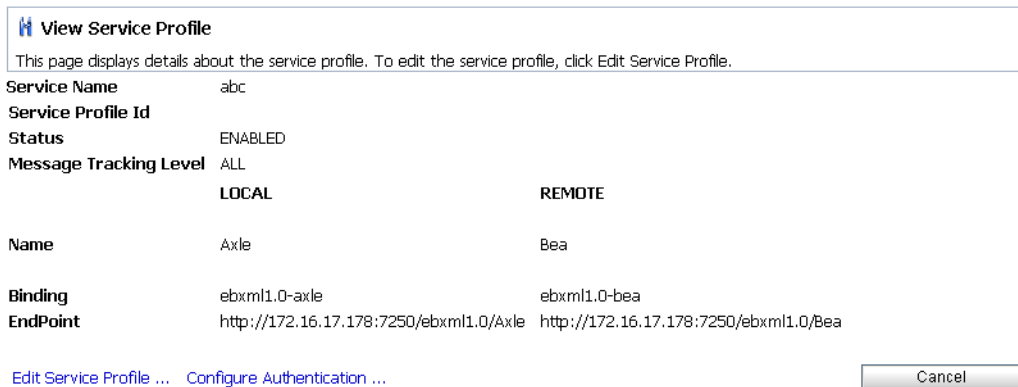 View Service Profile
This page displays details about the service profile. To edit the service profile, click Edit Service Profile.
Service Name abc
Service Profile Id
Status ENABLED
Message Tracking Level ALL
LOCAL REMOTE
Name Axle Bea
Binding ebxml1.0-axle ebxml1.0-bea
EndPoint http://172.16.17.178:7250/ebxml1.0/Axle http://172.16.17.178:7250/ebxml1.0/Bea
Edit Service Profile ... Configure Authentication ... Cancel